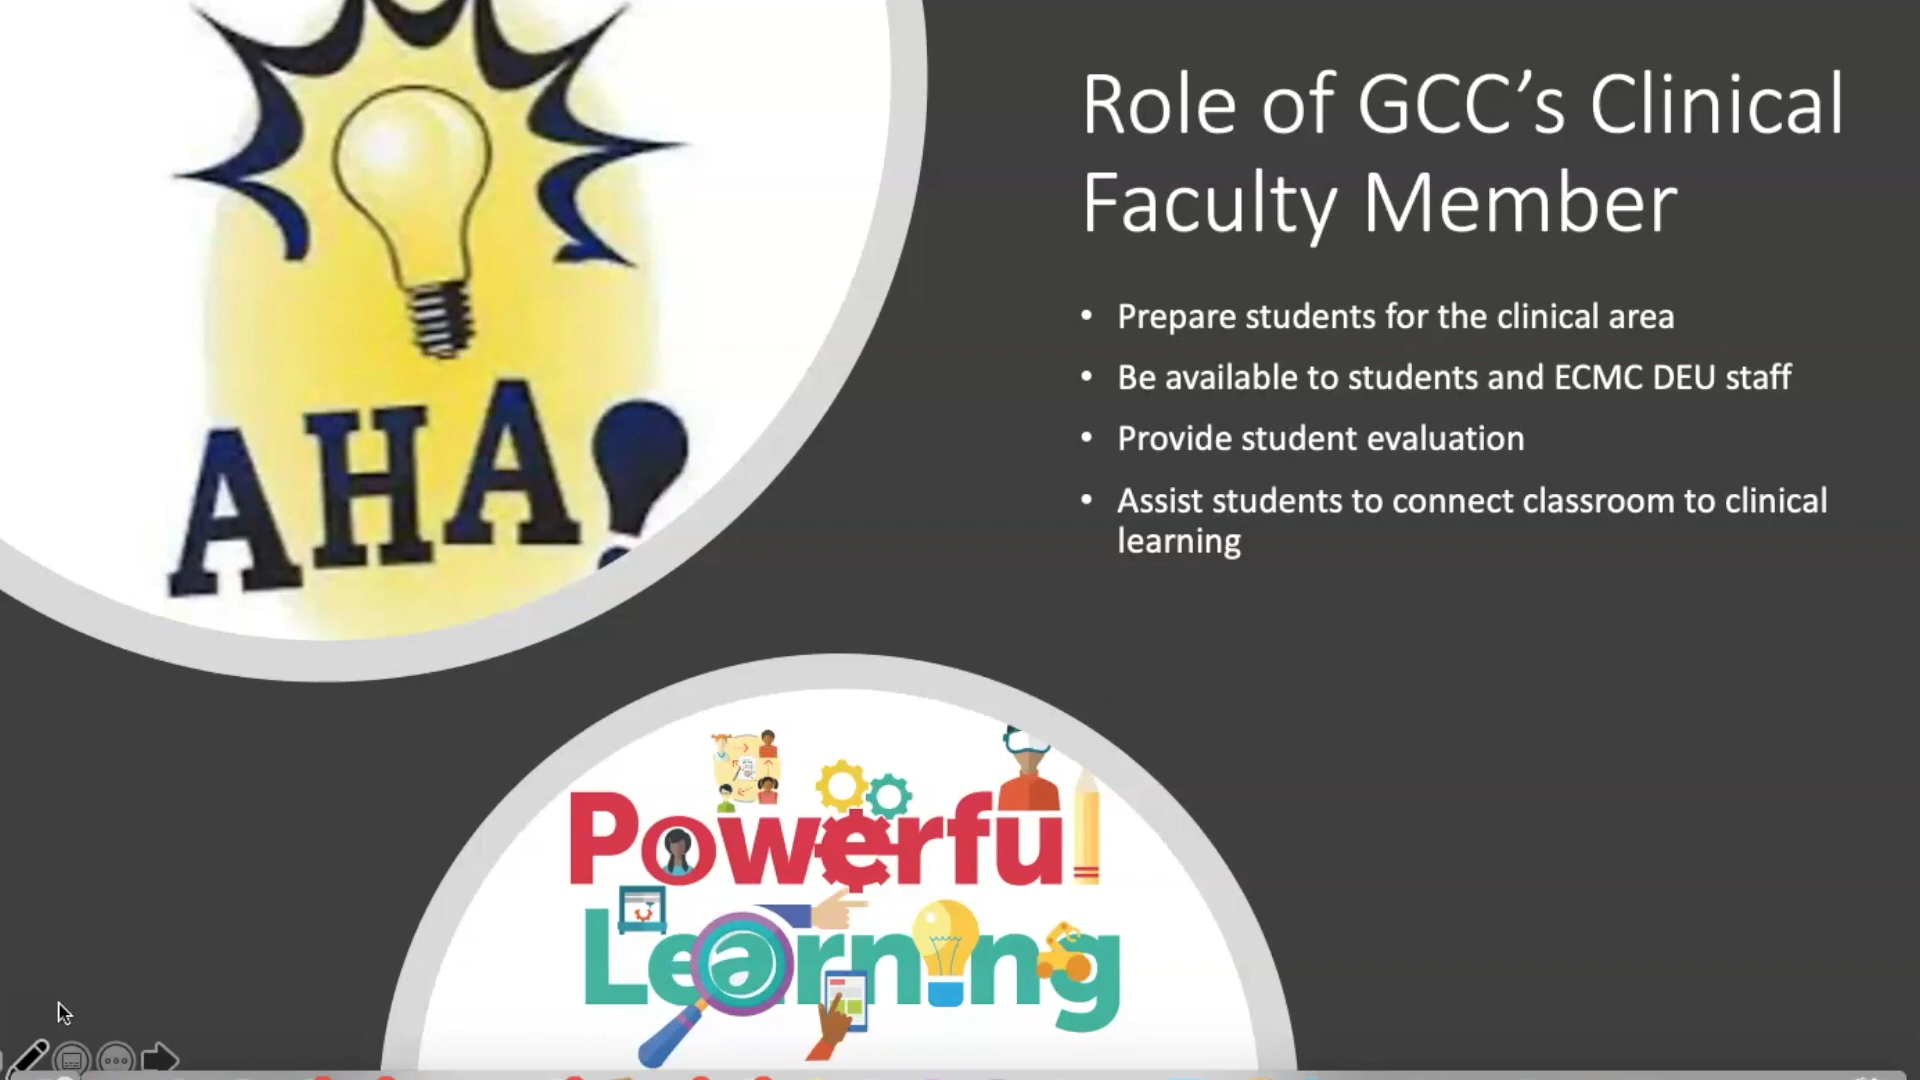 AHA!
Role of GCC’s Clinical
Faculty Member
• Prepare students for the clinical area
• Be available to students and ECMC DEU staff
• Provide student evaluation
• Assist students to connect classroom to clinical
learning
Powerful
Learning